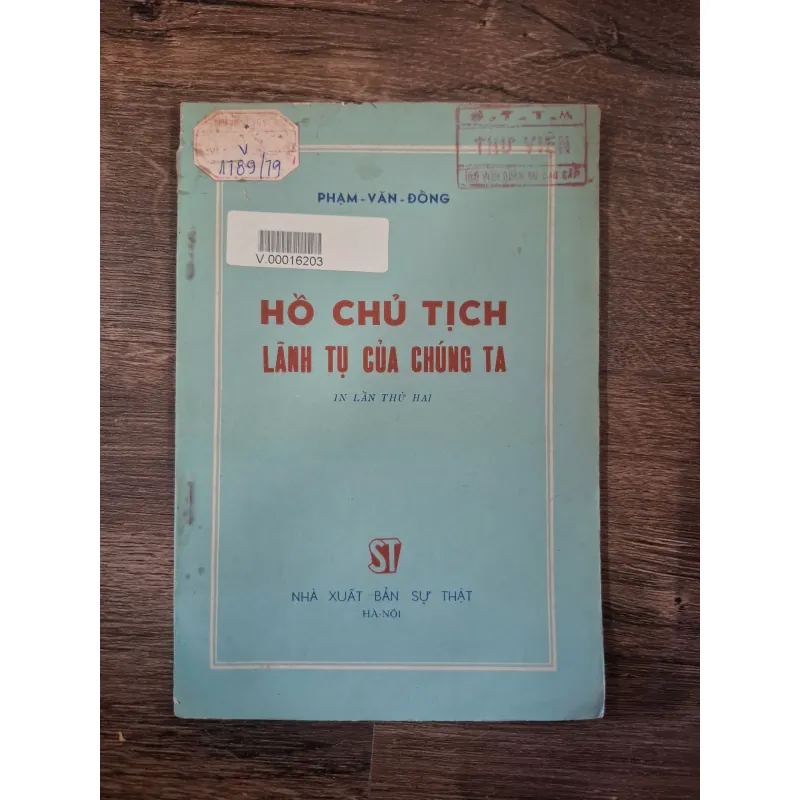 V
1789/79
B.T.T.M
THƯ VIỆN
PHẠM-VĂN-ĐỒNG
V.00016203
HỒ CHỦ TỊCH
LÃNH TỤ CỦA CHÚNG TA
IN LẦN THỨ HAI
ST
NHÀ XUẤT BẢN SỰ THẬT
HÀ-NỘI